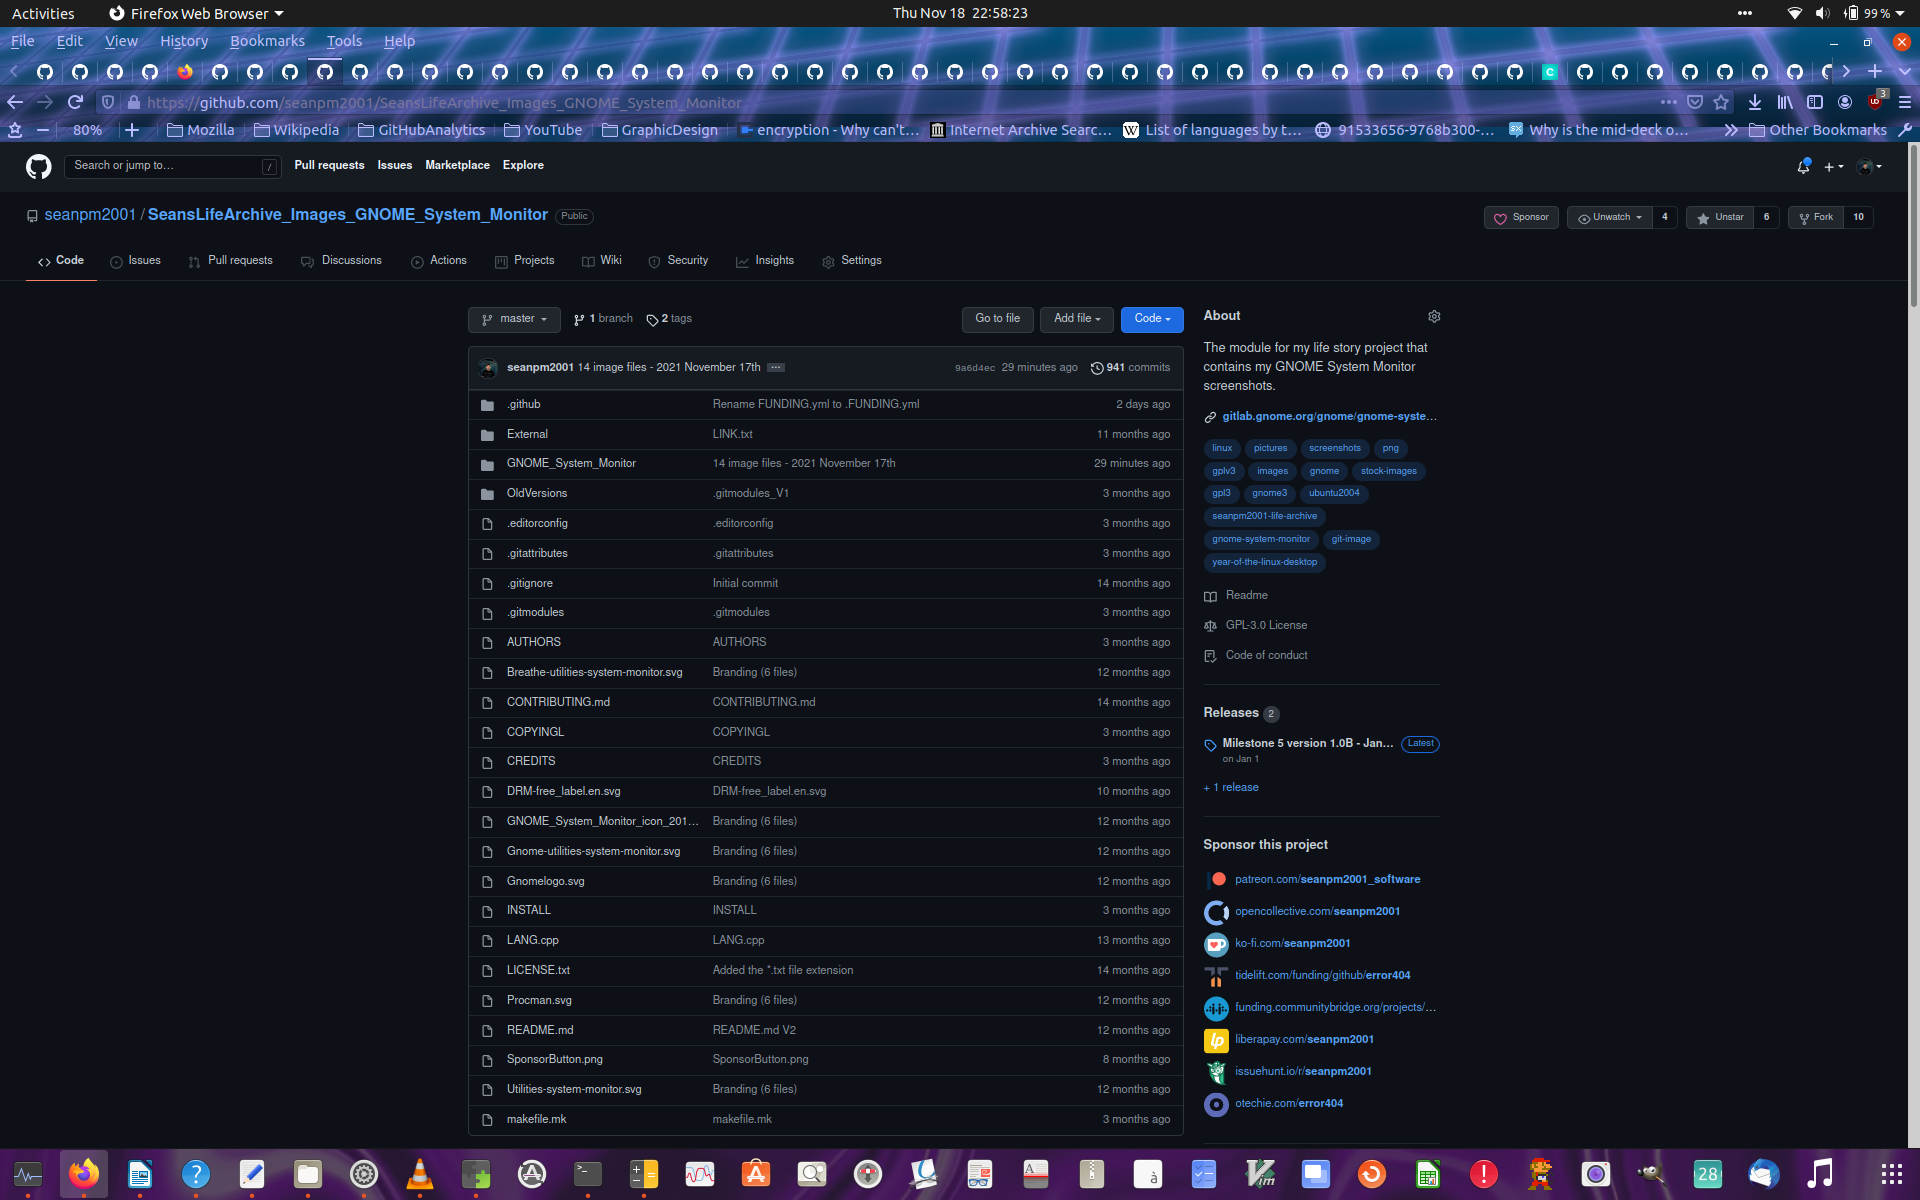 Activities Firefox Web Browser Thu Nov 18 22:58:23 99 %
File Edit View History Bookmarks Tools Help
https://github.com/seanpm2001/SeansLifeArchive_Images_GNOME_System_Monitor 3
80% Mozilla Wikipedia GitHubAnalytics YouTube GraphicDesign encryption - Why can't… Internet Archive Searc… List of languages by t… 91533656-9768b300-… Why is the mid-deck o… Other Bookmarks
Search or jump to… / Pull requests Issues Marketplace Explore
seanpm2001 / SeansLifeArchive_Images_GNOME_System_Monitor Public Sponsor Unwatch 4 Unstar 6 Fork 10
Code Issues Pull requests Discussions Actions Projects Wiki Security Insights Settings
master 1 branch 2 tags Go to file Add file Code
seanpm2001 14 image files - 2021 November 17th 9a6d4ec 29 minutes ago 941 commits
.github Rename FUNDING.yml to .FUNDING.yml 2 days ago
External LINK.txt 11 months ago
GNOME_System_Monitor 14 image files - 2021 November 17th 29 minutes ago
OldVersions .gitmodules_V1 3 months ago
.editorconfig .editorconfig 3 months ago
.gitattributes .gitattributes 3 months ago
.gitignore Initial commit 14 months ago
.gitmodules .gitmodules 3 months ago
AUTHORS AUTHORS 3 months ago
Breathe-utilities-system-monitor.svg Branding (6 files) 12 months ago
CONTRIBUTING.md CONTRIBUTING.md 14 months ago
COPYINGL COPYINGL 3 months ago
CREDITS CREDITS 3 months ago
DRM-free_label.en.svg DRM-free_label.en.svg 10 months ago
GNOME_System_Monitor_icon_201… Branding (6 files) 12 months ago
Gnome-utilities-system-monitor.svg Branding (6 files) 12 months ago
Gnomelogo.svg Branding (6 files) 12 months ago
INSTALL INSTALL 3 months ago
LANG.cpp LANG.cpp 13 months ago
LICENSE.txt Added the *.txt file extension 14 months ago
Procman.svg Branding (6 files) 12 months ago
README.md README.md V2 12 months ago
SponsorButton.png SponsorButton.png 8 months ago
Utilities-system-monitor.svg Branding (6 files) 12 months ago
makefile.mk makefile.mk 3 months ago
About
The module for my life story project that
contains my GNOME System Monitor
screenshots.
gitlab.gnome.org/gnome/gnome-syste…
linux pictures screenshots png
gplv3 images gnome stock-images
gpl3 gnome3 ubuntu2004
seanpm2001-life-archive
gnome-system-monitor git-image
year-of-the-linux-desktop
Readme
GPL-3.0 License
Code of conduct
Releases 2
Milestone 5 version 1.0B - Jan… Latest
on Jan 1
+ 1 release
Sponsor this project
patreon.com/seanpm2001_software
opencollective.com/seanpm2001
ko-fi.com/seanpm2001
tidelift.com/funding/github/error404
funding.communitybridge.org/projects/…
liberapay.com/seanpm2001
issuehunt.io/r/seanpm2001
otechie.com/error404
28